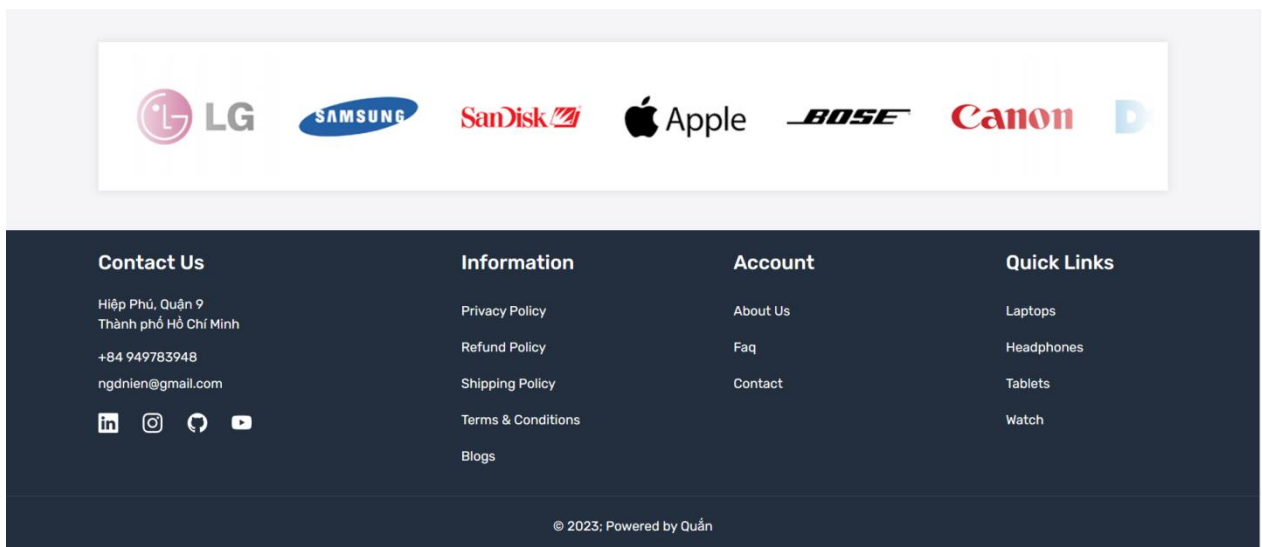 LG
SAMSUNG
SanDisk
Apple
BOSE
Canon
D
Contact Us
Hiệp Phú, Quận 9
Thành phố Hồ Chí Minh
+84 949783948
ngdnien@gmail.com
Information
Privacy Policy
Refund Policy
Shipping Policy
Terms & Conditions
Blogs
Account
About Us
Faq
Contact
Quick Links
Laptops
Headphones
Tablets
Watch
© 2023; Powered by Quắn